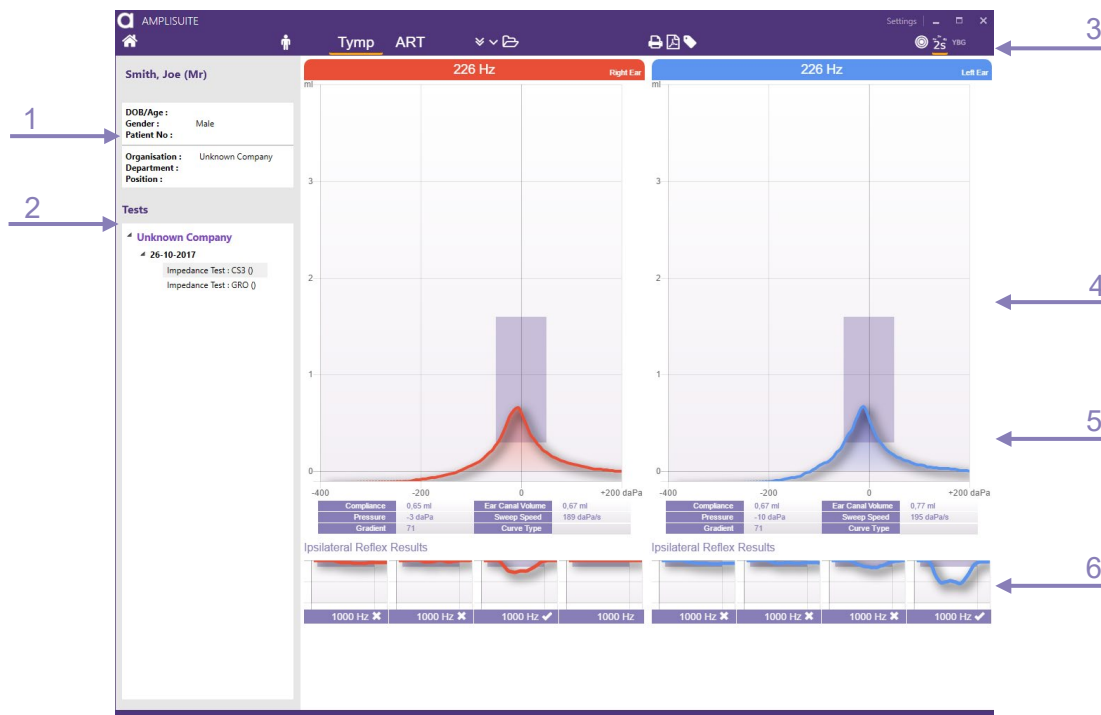 AMPLISUITE
Settings
Tymp ART
2s YBG
Smith, Joe (Mr)
DOB/Age :
Gender : Male
Patient No :
Organisation : Unknown Company
Department :
Position :
Tests
Unknown Company
26-10-2017
Impedance Test : CS3 ()
Impedance Test : GRO ()
226 Hz Right Ear
ml
3
2
1
0
-400 -200 0 +200 daPa
Compliance 0,65 ml Ear Canal Volume 0,67 ml
Pressure -3 daPa Sweep Speed 189 daPa/s
Gradient 71 Curve Type
Ipsilateral Reflex Results
1000 Hz ✖ 1000 Hz ✖ 1000 Hz ✔ 1000 Hz
226 Hz Left Ear
ml
3
2
1
0
-400 -200 0 +200 daPa
Compliance 0,67 ml Ear Canal Volume 0,77 ml
Pressure -10 daPa Sweep Speed 195 daPa/s
Gradient 71 Curve Type
Ipsilateral Reflex Results
1000 Hz ✖ 1000 Hz ✖ 1000 Hz ✖ 1000 Hz ✔
1
2
3
4
5
6